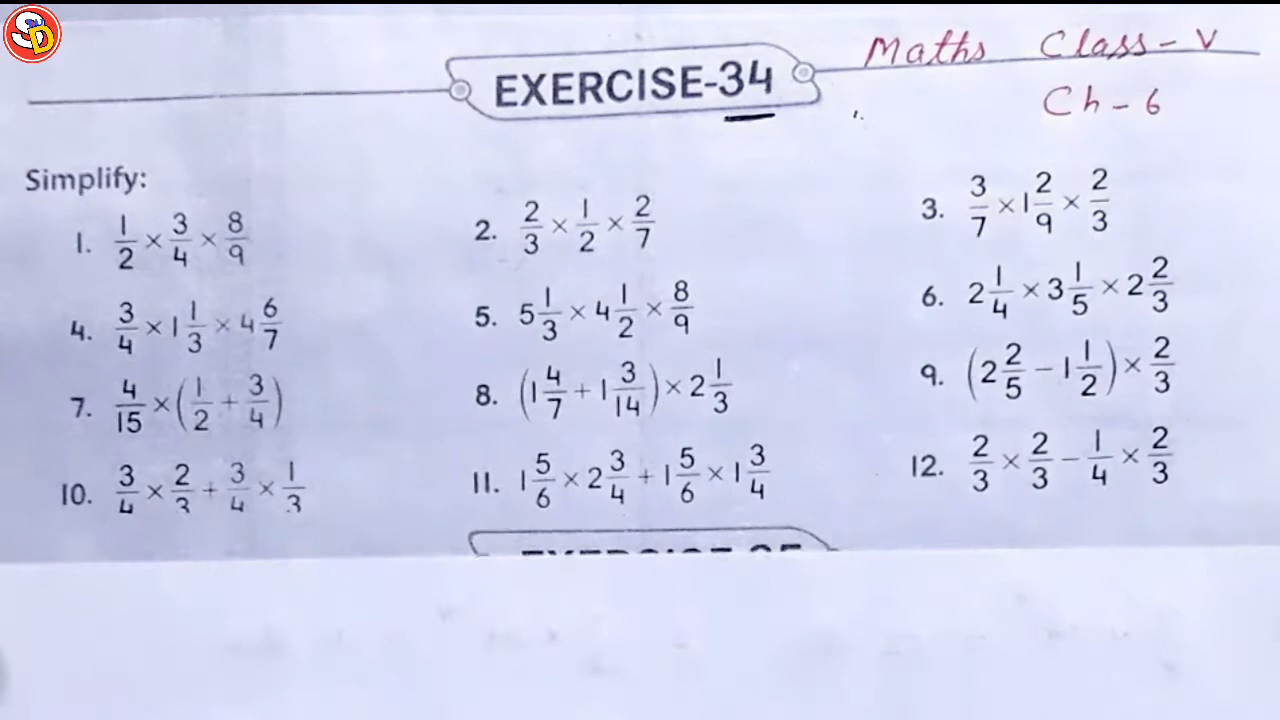 SD
Maths Class-V
EXERCISE-34
Ch-6
Simplify:
1. 1/2 × 3/4 × 8/9
2. 2/3 × 1/2 × 2/7
3. 3/7 × 1 2/9 × 2/3
4. 3/4 × 1 1/3 × 4 6/7
5. 5 1/3 × 4 1/2 × 8/9
6. 2 1/4 × 3 1/5 × 2 2/3
7. 4/15 × (1/2 + 3/4)
8. (1 4/7 + 1 3/14) × 2 1/3
9. (2 2/5 − 1 1/2) × 2/3
10. 3/4 × 2/3 + 3/4 × 1/3
11. 1 5/6 × 2 3/4 + 1 5/6 × 1 3/4
12. 2/3 × 2/3 − 1/4 × 2/3